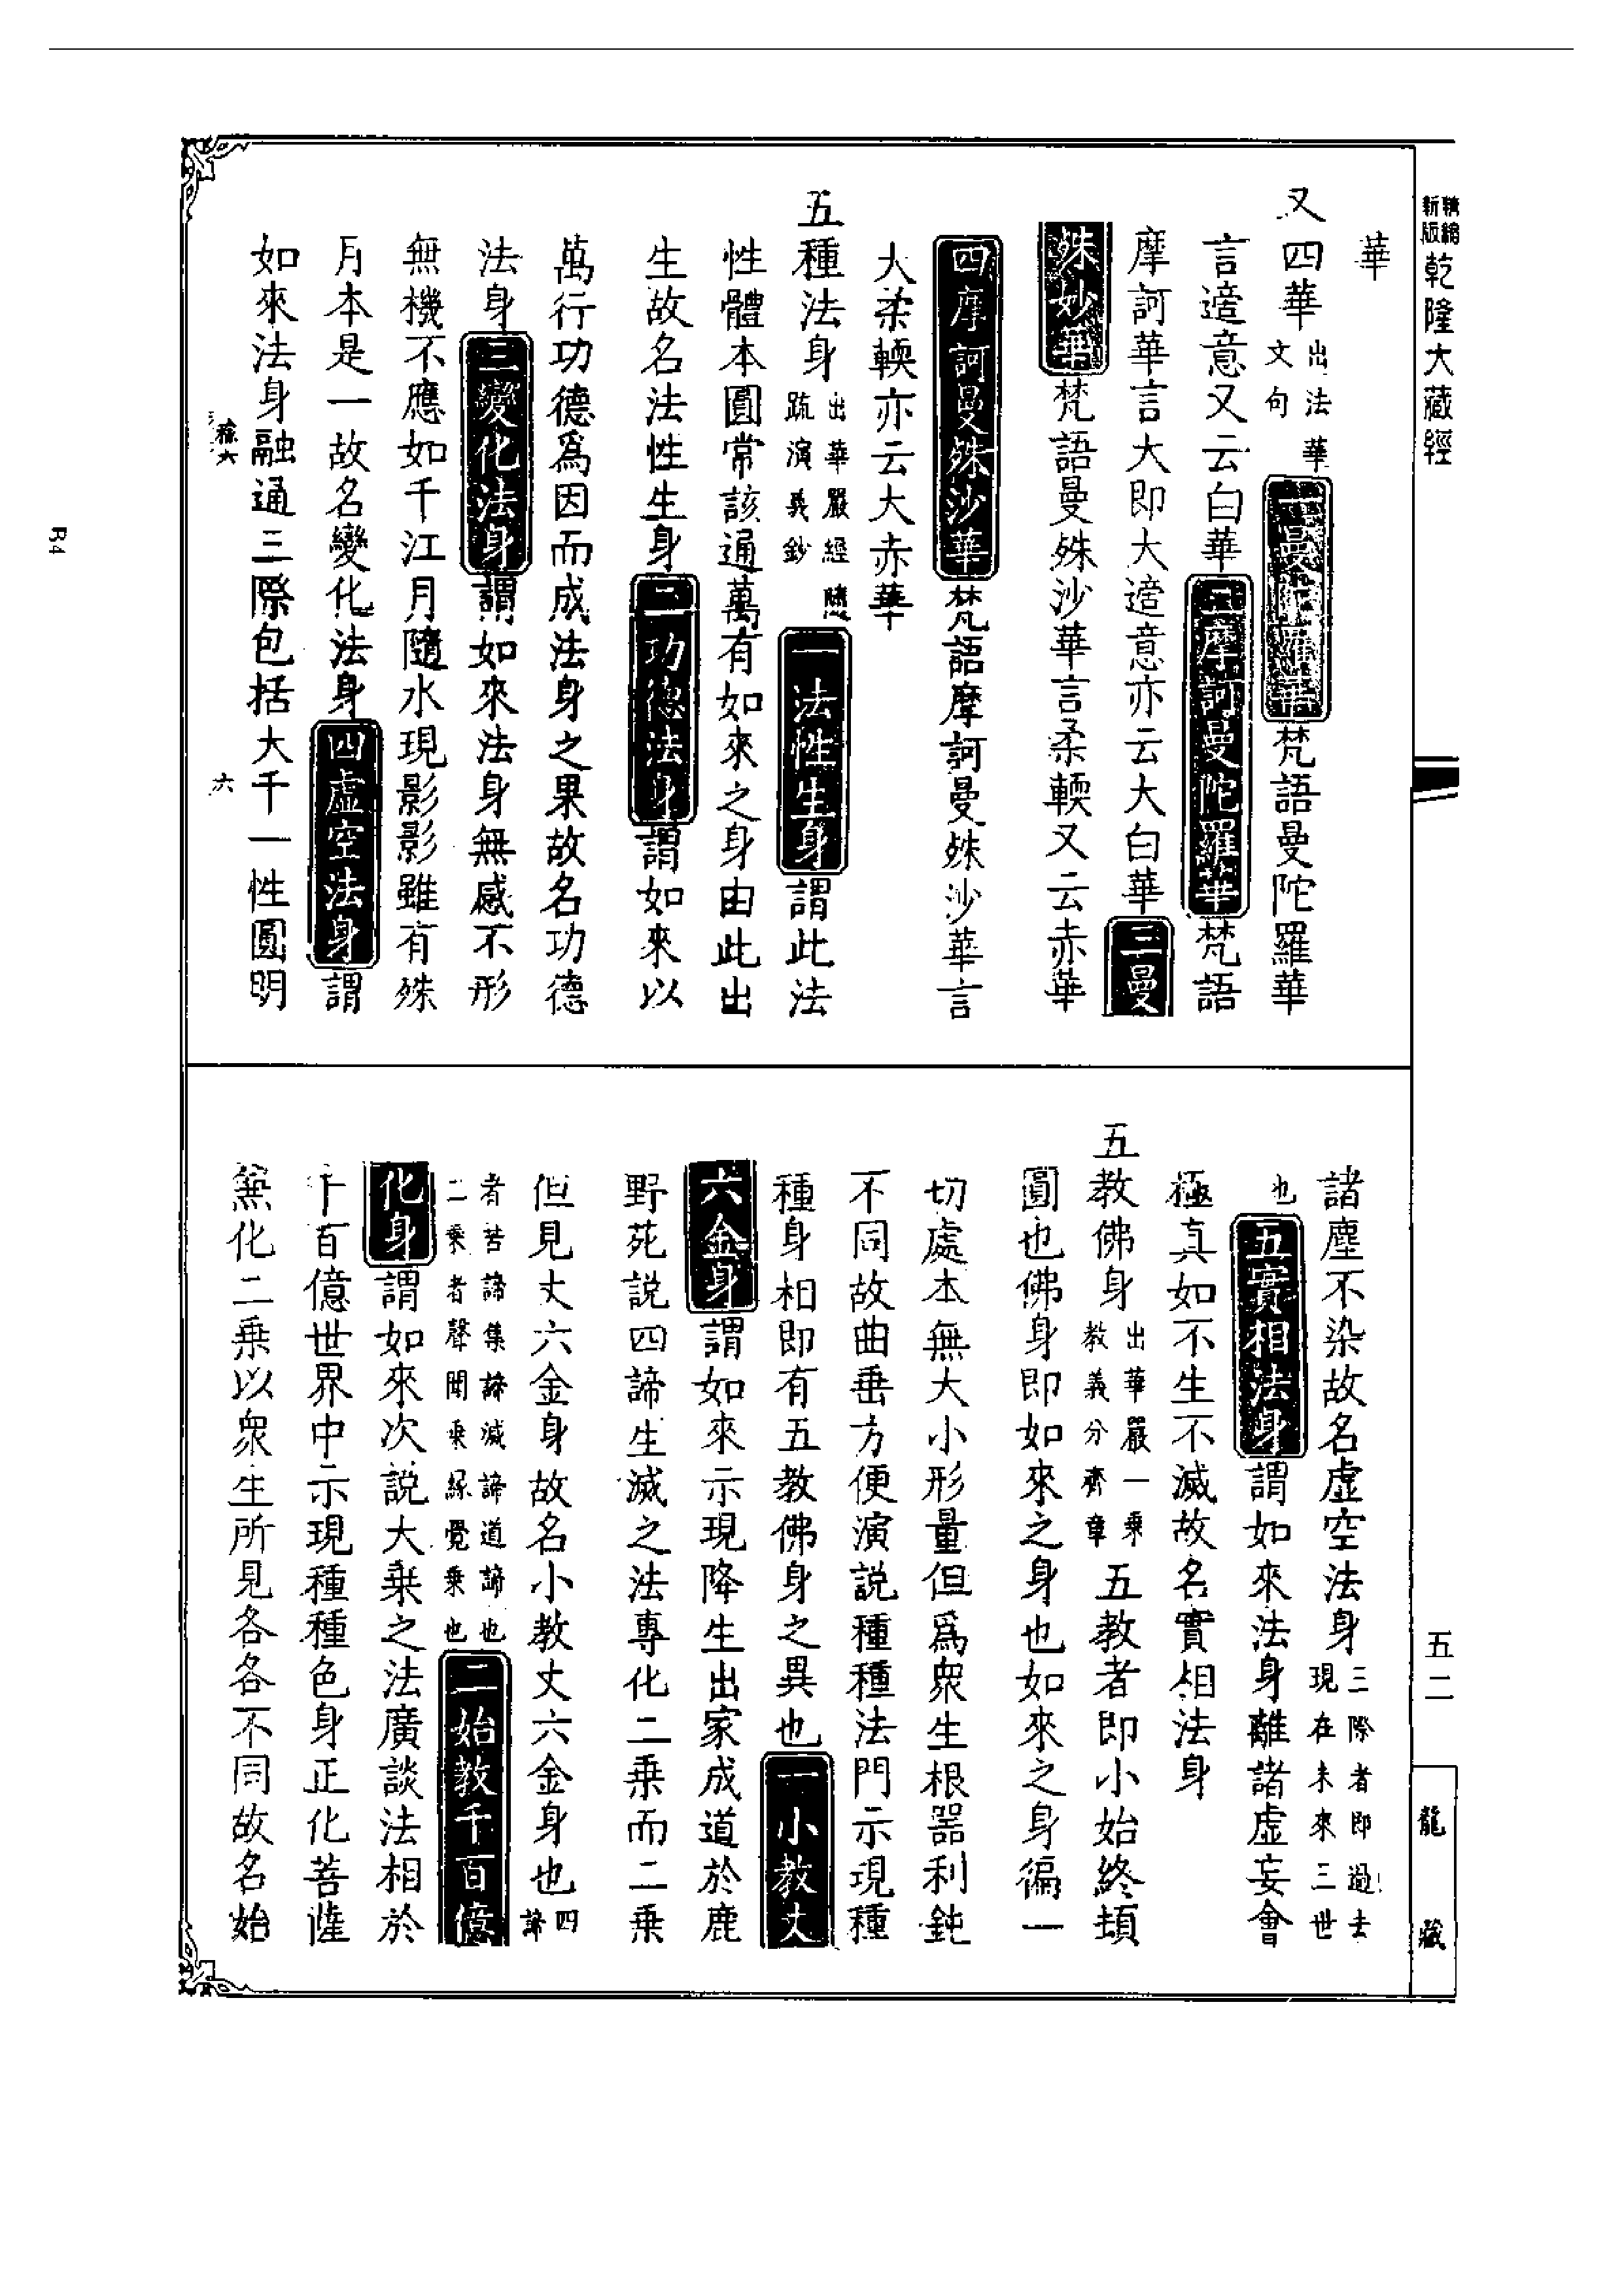 精縮新版乾隆大藏經
華
又四華出法華文句一曼陀羅華梵語曼陀羅華
言適意又云白華二摩訶曼陀羅華梵語
摩訶華言大即大適意亦云大白華三曼
殊沙華梵語曼殊沙華言柔輭又云赤華
四摩訶曼殊沙華梵語摩訶曼殊沙華言
大柔輭亦云大赤華
五種法身出華嚴經隨疏演義鈔一法性生身謂此法
性體本圓常該通萬有如來之身由此出
生故名法性生身二功德法身謂如來以
萬行功德爲因而成法身之果故名功德
法身三變化法身謂如來法身無感不形
無機不應如千江月隨水現影影雖有殊
月本是一故名變化法身四虛空法身謂
如來法身融通三際包括大千一性圓明
六
諸塵不染故名虛空法身三際者即過去現在未來三世
也五實相法身謂如來法身離諸虛妄會
極真如不生不滅故名實相法身
五教佛身出華嚴一乘教義分齊章五教者即小始終頓
圓也佛身即如來之身也如來之身徧一
切處本無大小形量但爲衆生根器利鈍
不同故曲垂方便演說種種法門示現種
種身相即有五教佛身之異也一小教丈
六金身謂如來示現降生出家成道於鹿
野苑說四諦生滅之法專化二乘而二乘
但見丈六金身故名小教丈六金身也四諦
者苦諦集諦滅諦道諦也二乘者聲聞乘緣覺乘也二始教千百億
化身謂如來次說大乘之法廣談法相於
千百億世界中示現種種色身正化菩薩
兼化二乘以衆生所見各各不同故名始
五二
龍藏
R4